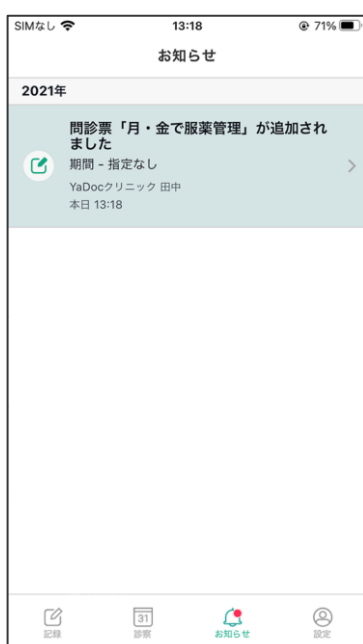 SIMなし 13:18 71%
お知らせ
2021年
問診票「月・金で服薬管理」が追加され
ました
期間 - 指定なし
YaDocクリニック 田中
本日 13:18
31
記録 診察 お知らせ 設定